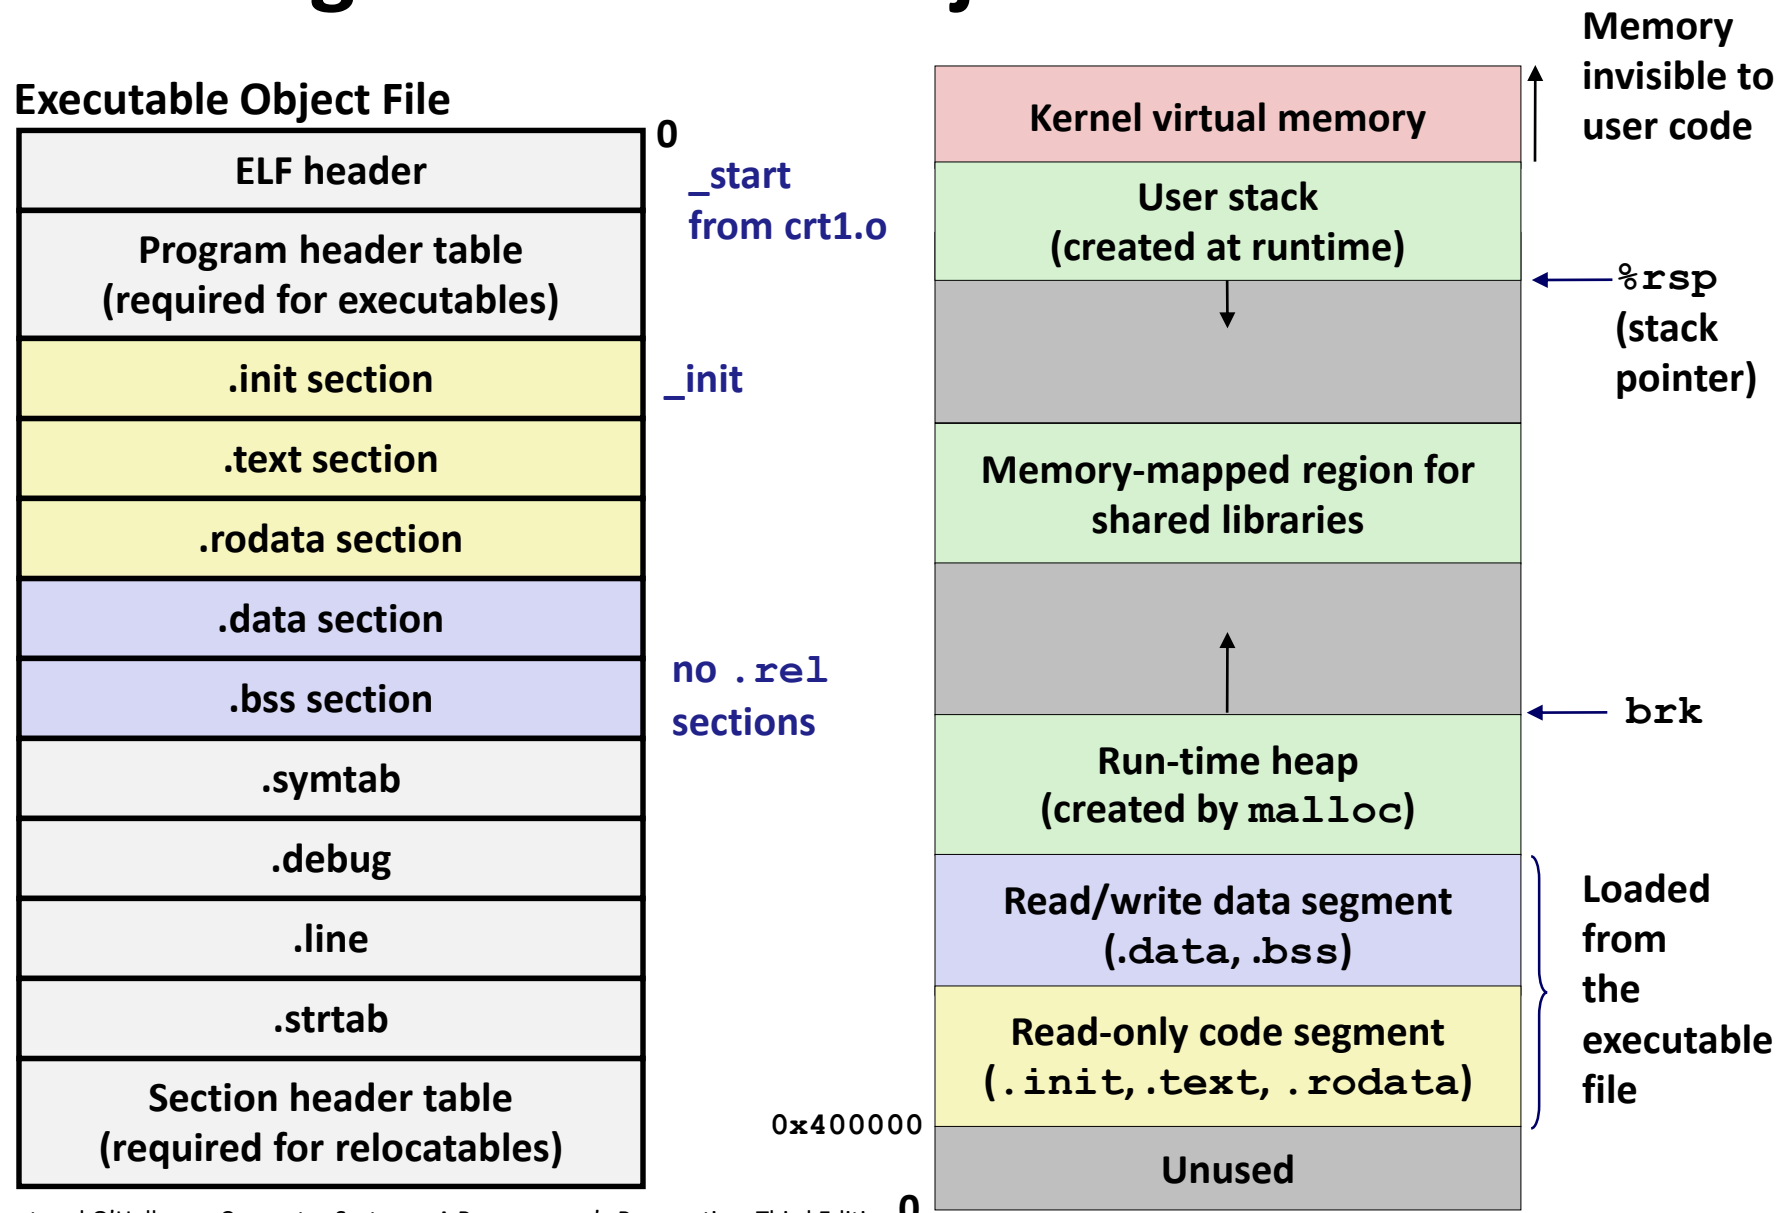 Executable Object File
0
ELF header
Program header table
(required for executables)
.init section
.text section
.rodata section
.data section
.bss section
.symtab
.debug
.line
.strtab
Section header table
(required for relocatables)
_start
from crt1.o
_init
no .rel
sections
Kernel virtual memory
User stack
(created at runtime)
Memory-mapped region for
shared libraries
Run-time heap
(created by malloc)
Read/write data segment
(.data, .bss)
Read-only code segment
(.init, .text, .rodata)
Unused
0x400000
0
Memory
invisible to
user code
%rsp
(stack
pointer)
brk
Loaded
from
the
executable
file